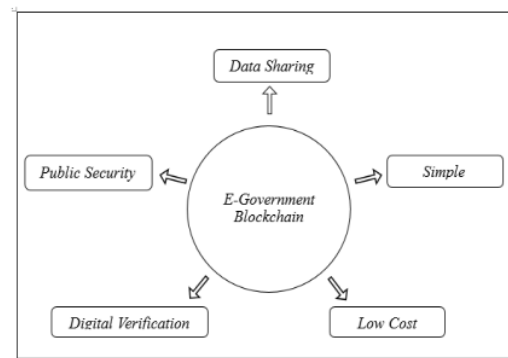 Data Sharing
Public Security
Simple
E-Government
Blockchain
Digital Verification
Low Cost